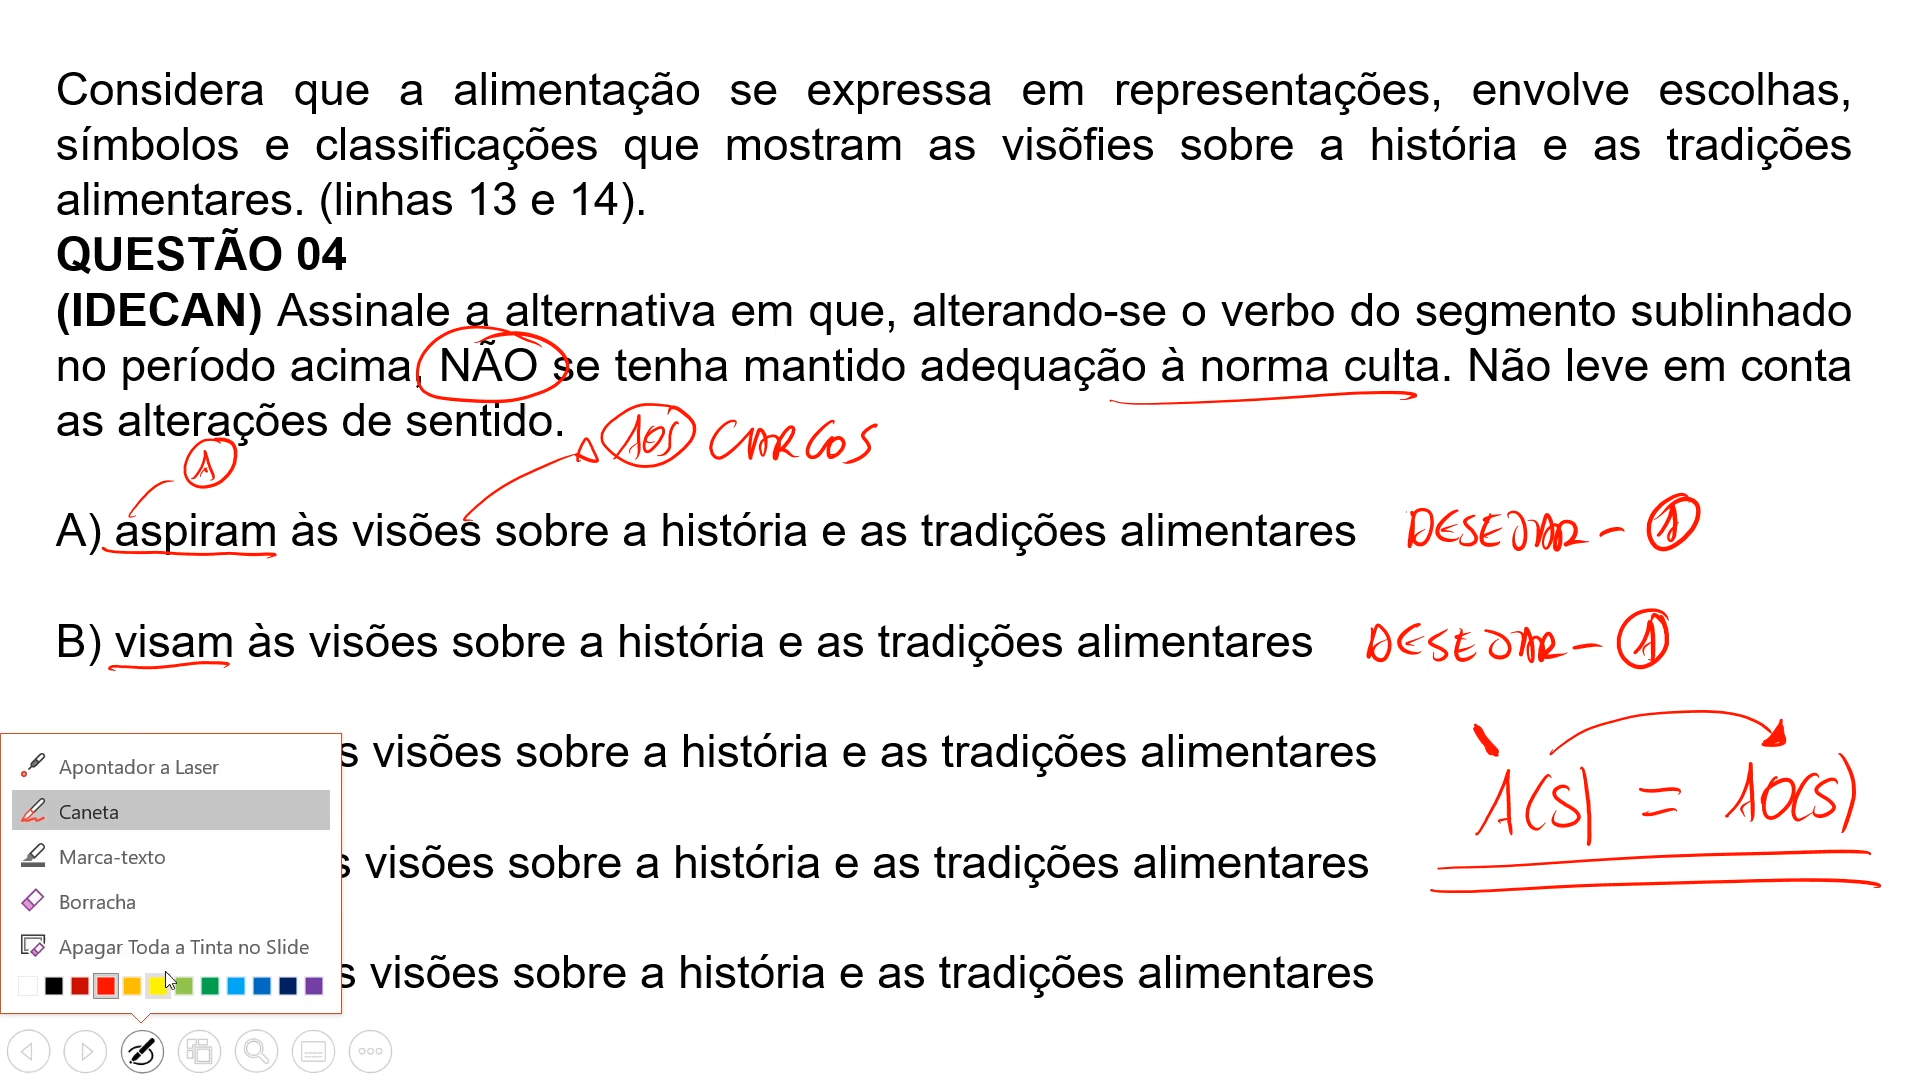 Considera que a alimentação se expressa em representações, envolve escolhas,
símbolos e classificações que mostram as visõfies sobre a história e as tradições
alimentares. (linhas 13 e 14).
QUESTÃO 04
(IDECAN) Assinale a alternativa em que, alterando-se o verbo do segmento sublinhado
no período acima, NÃO se tenha mantido adequação à norma culta. Não leve em conta
as alterações de sentido.
AOS CARGOS
A
A) aspiram às visões sobre a história e as tradições alimentares DESEJAR - A
B) visam às visões sobre a história e as tradições alimentares DESEJAR - A
s visões sobre a história e as tradições alimentares
À(S) = AO(S)
s visões sobre a história e as tradições alimentares
s visões sobre a história e as tradições alimentares
Apontador a Laser
Caneta
Marca-texto
Borracha
Apagar Toda a Tinta no Slide